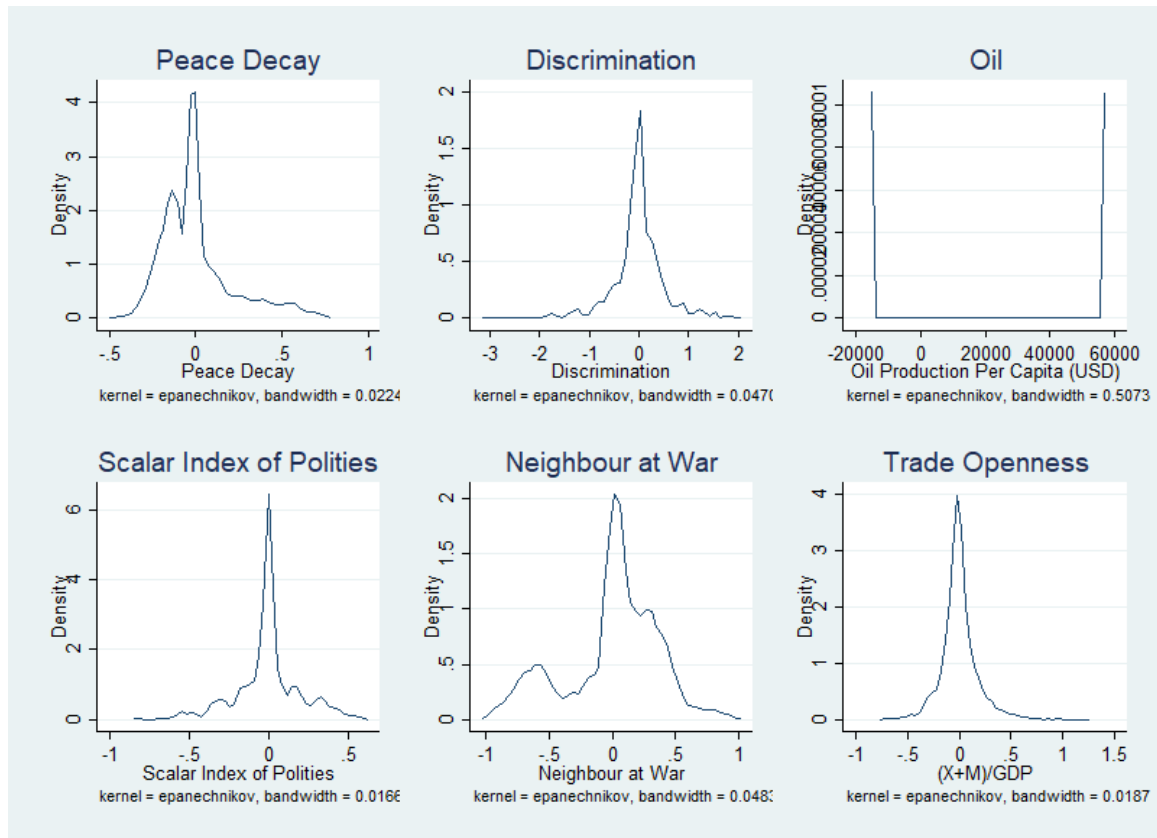 Peace Decay
Density
0
1
2
3
4
-.5
0
.5
1
Peace Decay
kernel = epanechnikov, bandwidth = 0.0224
Discrimination
Density
0
.5
1
1.5
2
-3
-2
-1
0
1
2
Discrimination
kernel = epanechnikov, bandwidth = 0.0470
Oil
Density
0
-20000
0
20000
40000
60000
Oil Production Per Capita (USD)
kernel = epanechnikov, bandwidth = 0.5073
Scalar Index of Polities
Density
0
2
4
6
-1
-.5
0
.5
Scalar Index of Polities
kernel = epanechnikov, bandwidth = 0.0166
Neighbour at War
Density
0
.5
1
1.5
2
-1
-.5
0
.5
1
Neighbour at War
kernel = epanechnikov, bandwidth = 0.0483
Trade Openness
Density
0
1
2
3
4
-1
-.5
0
.5
1
1.5
(X+M)/GDP
kernel = epanechnikov, bandwidth = 0.0187